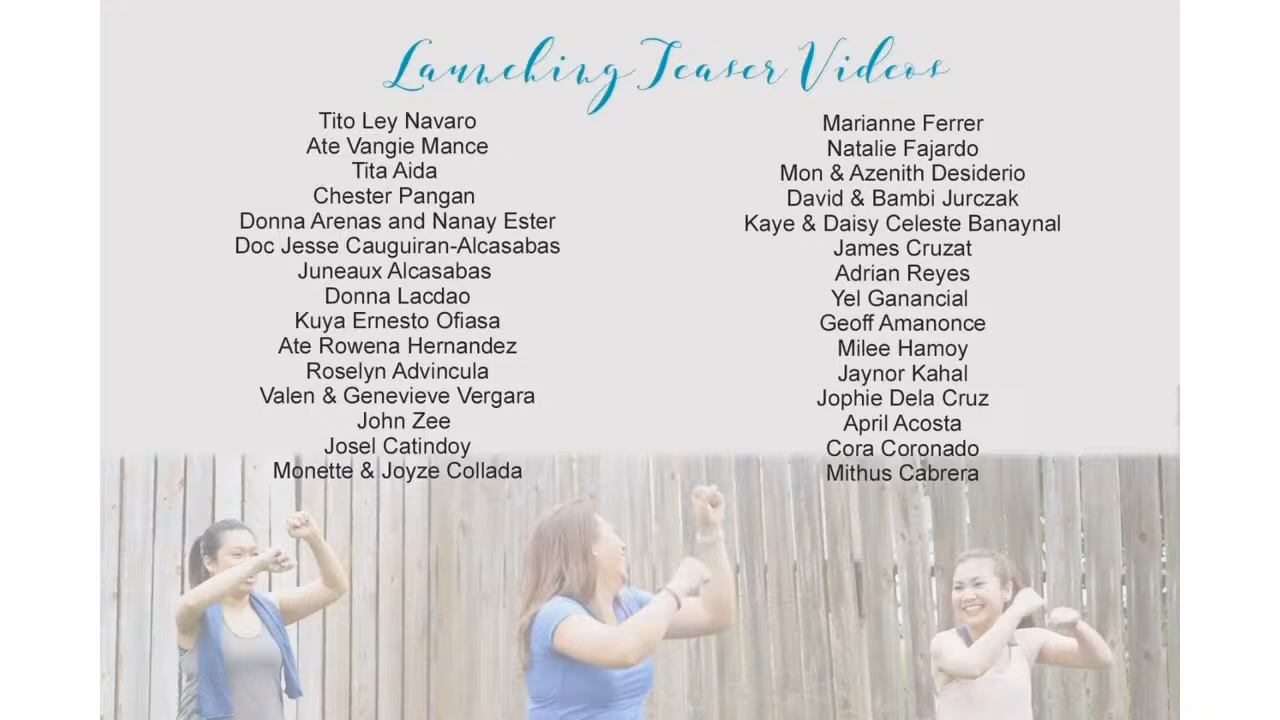 Launching Teaser Videos
Tito Ley Navaro
Ate Vangie Mance
Tita Aida
Chester Pangan
Donna Arenas and Nanay Ester
Doc Jesse Cauguiran-Alcasabas
Juneaux Alcasabas
Donna Lacdao
Kuya Ernesto Ofiasa
Ate Rowena Hernandez
Roselyn Advincula
Valen & Genevieve Vergara
John Zee
Josel Catindoy
Monette & Joyze Collada
Marianne Ferrer
Natalie Fajardo
Mon & Azenith Desiderio
David & Bambi Jurczak
Kaye & Daisy Celeste Banaynal
James Cruzat
Adrian Reyes
Yel Ganancial
Geoff Amanonce
Milee Hamoy
Jaynor Kahal
Jophie Dela Cruz
April Acosta
Cora Coronado
Mithus Cabrera